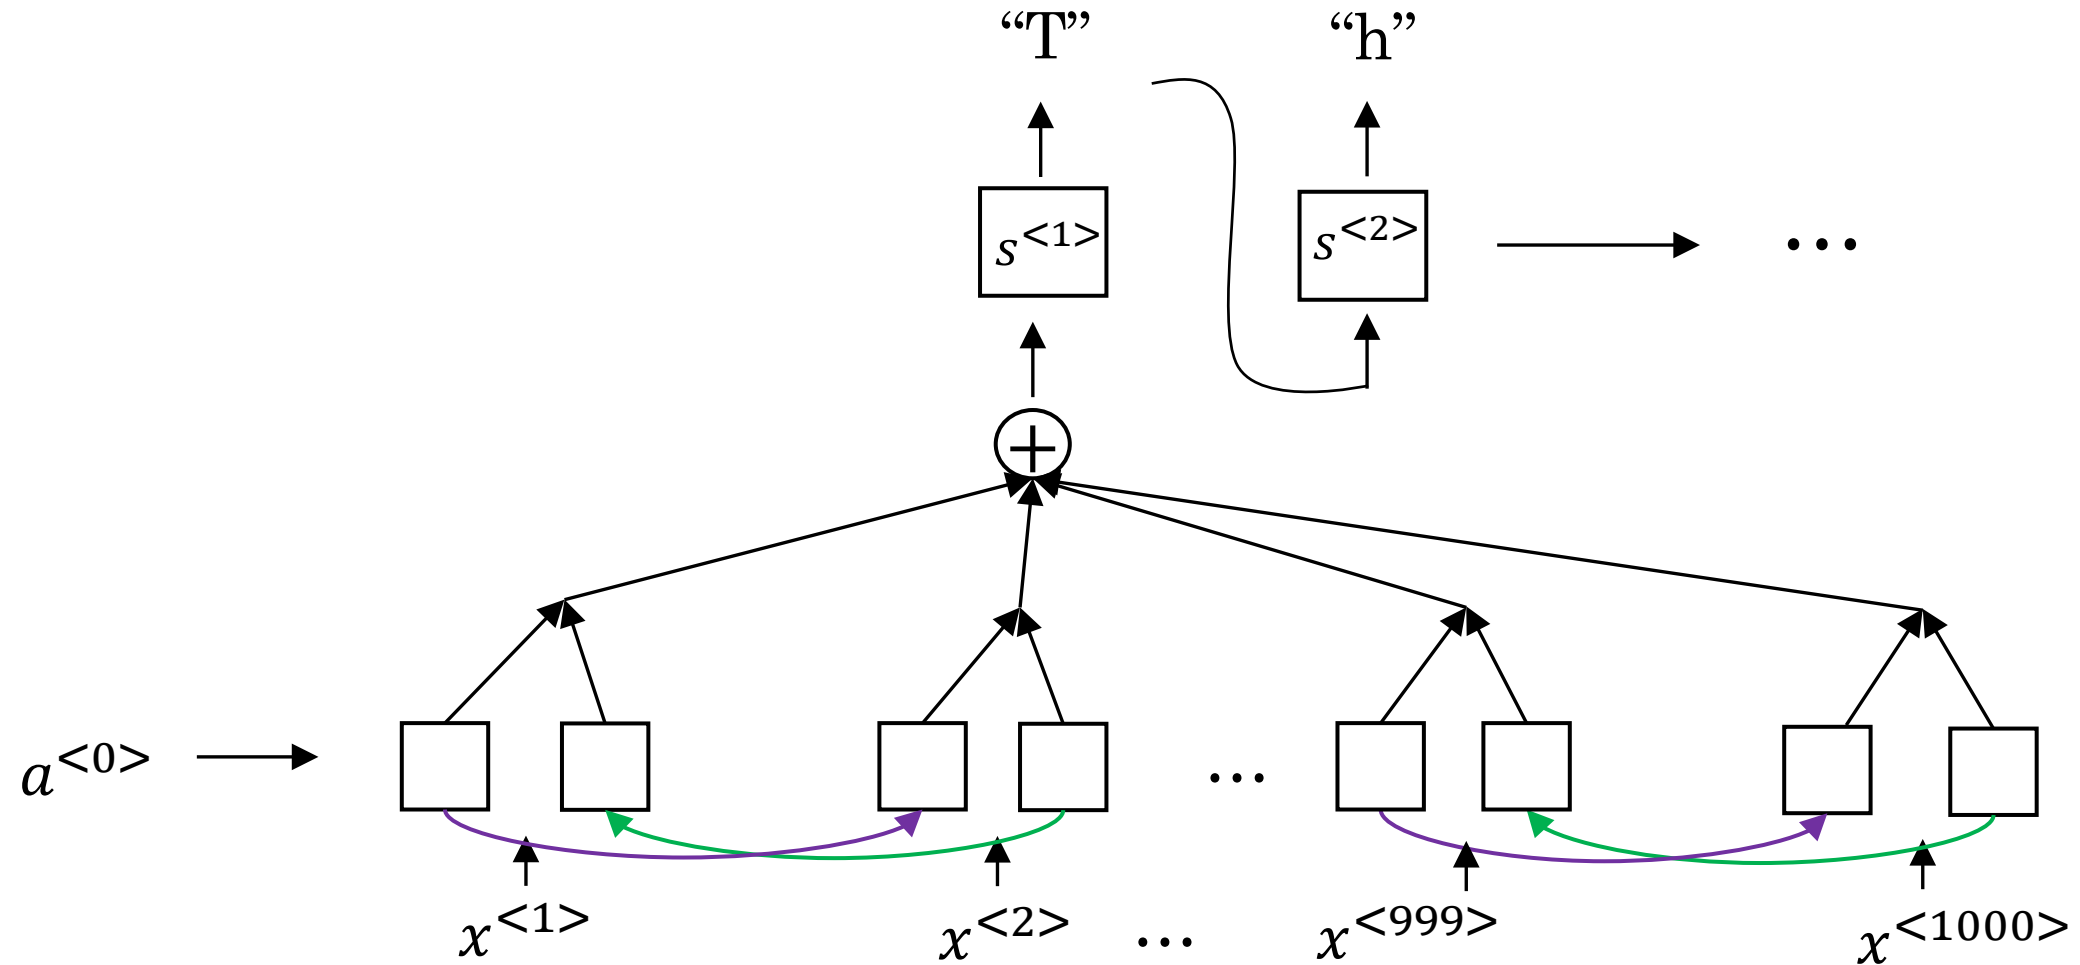 “T” “h”
s<1> s<2> ...
+
a<0> ...
x<1> x<2> ... x<999> x<1000>